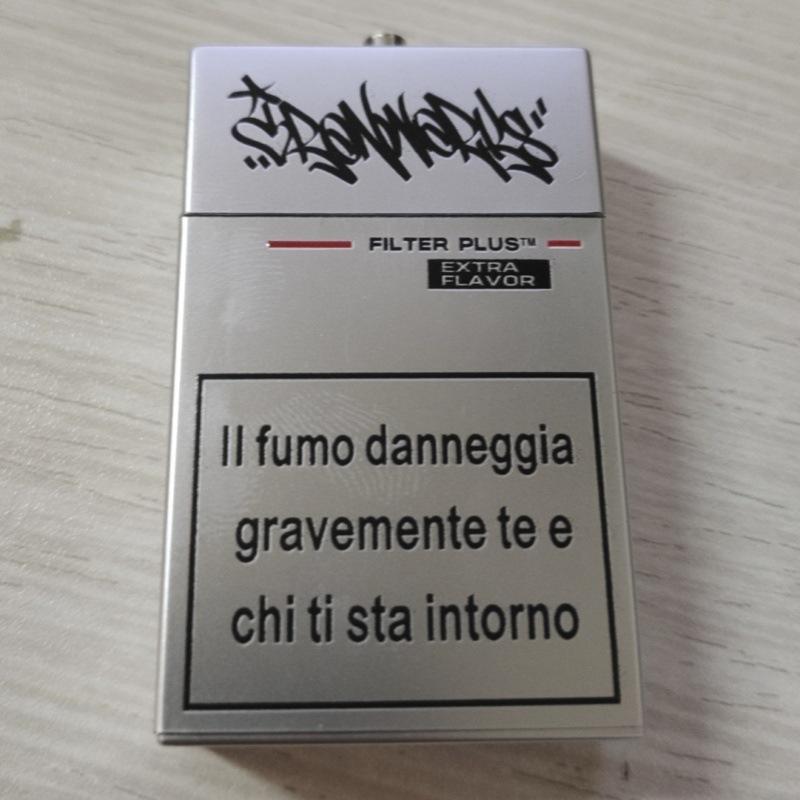 FILTER PLUS™
EXTRA
FLAVOR
Il fumo danneggia
gravemente te e
chi ti sta intorno